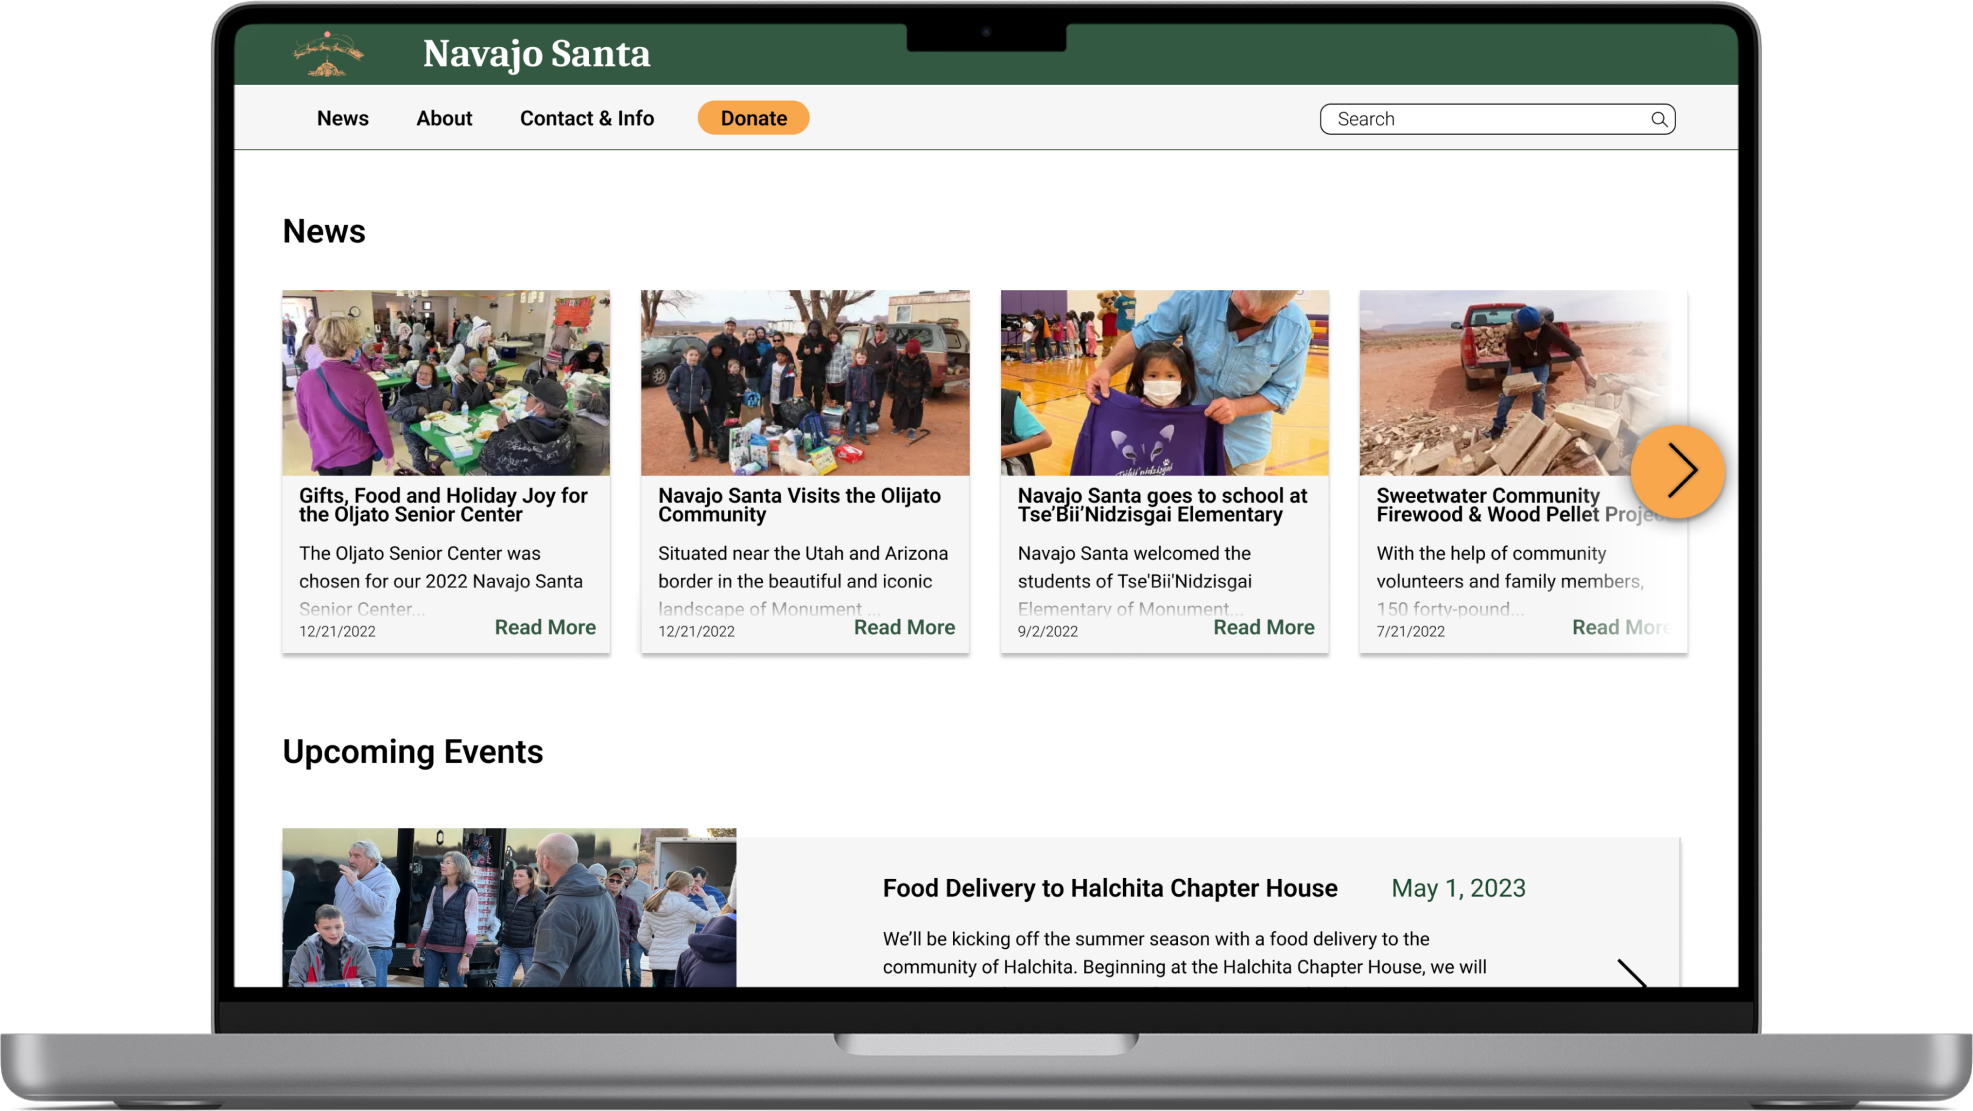 Navajo Santa
News About Contact & Info Donate Search
News
Gifts, Food and Holiday Joy for
the Oljato Senior Center
The Oljato Senior Center was
chosen for our 2022 Navajo Santa
Senior Center...
12/21/2022 Read More
Navajo Santa Visits the Olijato
Community
Situated near the Utah and Arizona
border in the beautiful and iconic
landscape of Monument ...
12/21/2022 Read More
Navajo Santa goes to school at
Tse’Bii’Nidzisgai Elementary
Navajo Santa welcomed the
students of Tse'Bii'Nidzisgai
Elementary of Monument...
9/2/2022 Read More
Sweetwater Community
Firewood & Wood Pellet Projec
With the help of community
volunteers and family members,
150 forty-pound...
7/21/2022 Read More
Upcoming Events
Food Delivery to Halchita Chapter House May 1, 2023
We’ll be kicking off the summer season with a food delivery to the
community of Halchita. Beginning at the Halchita Chapter House, we will